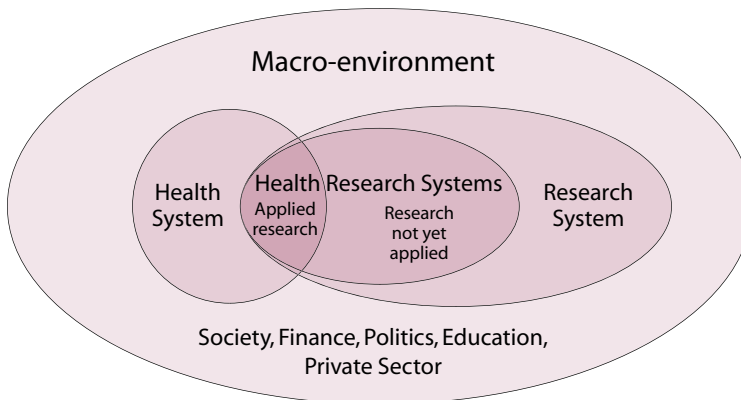 Macro-environment
Health
System
Health Research Systems
Applied
research
Research
not yet
applied
Research
System
Society, Finance, Politics, Education,
Private Sector